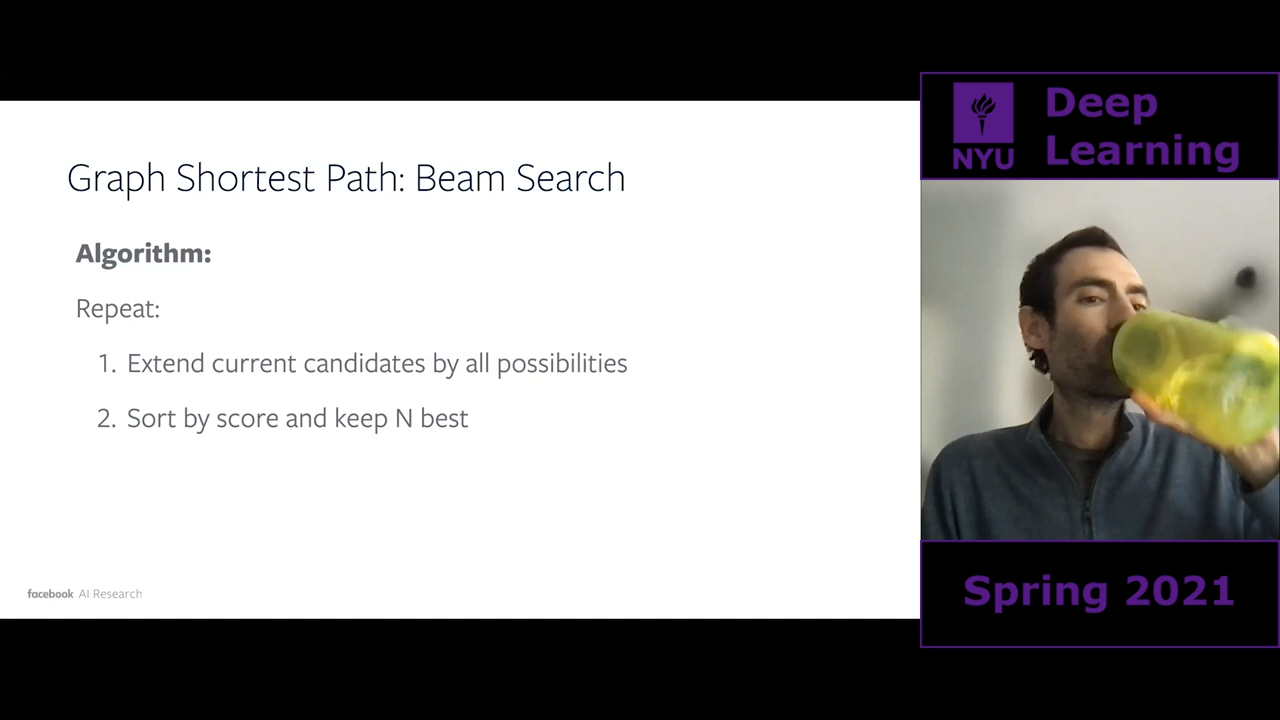 Graph Shortest Path: Beam Search
Algorithm:
Repeat:
1. Extend current candidates by all possibilities
2. Sort by score and keep N best
facebook AI Research
NYU
Deep
Learning
Spring 2021